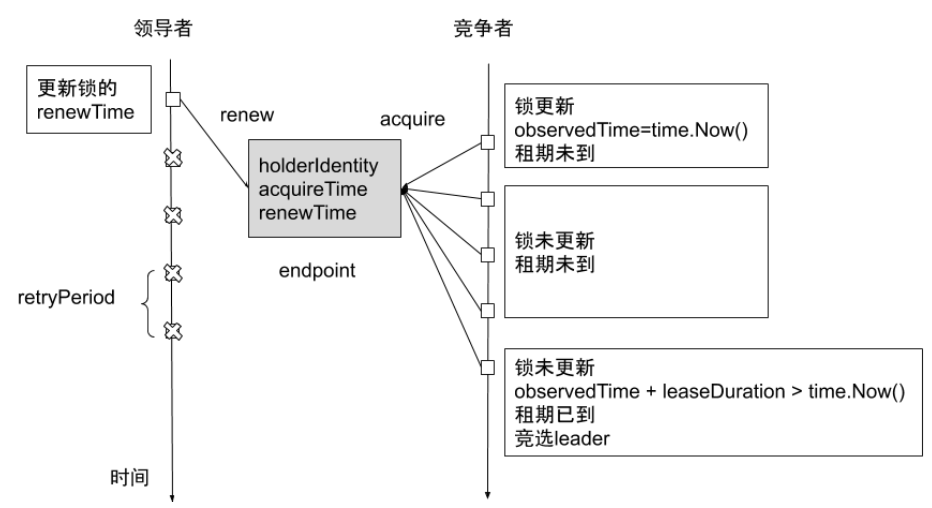 领导者
竞争者
更新锁的
renewTime
renew
acquire
锁更新
observedTime=time.Now()
租期未到
holderIdentity
acquireTime
renewTime
endpoint
锁未更新
租期未到
retryPeriod
锁未更新
observedTime + leaseDuration > time.Now()
租期已到
竞选leader
时间